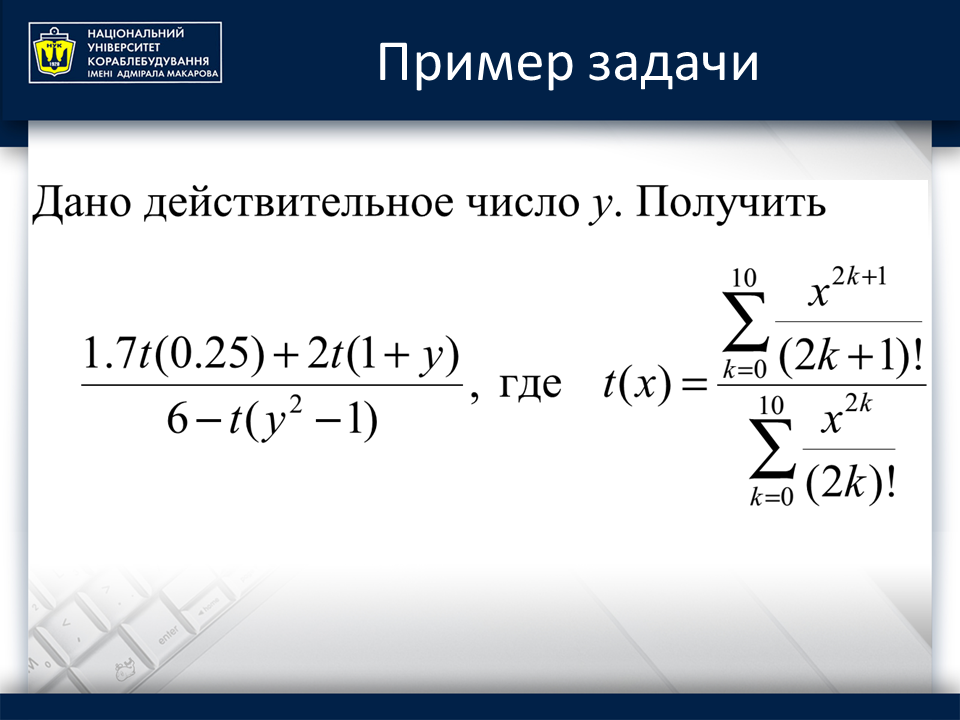 НАЦІОНАЛЬНИЙ
УНІВЕРСИТЕТ
КОРАБЛЕБУДУВАННЯ
ІМЕНІ АДМІРАЛА МАКАРОВА
НУК
1920
Пример задачи
Дано действительное число y. Получить
\frac{1.7t(0.25)+2t(1+y)}{6-t(y^2-1)}, где t(x)=\frac{\sum_{k=0}^{10}\frac{x^{2k+1}}{(2k+1)!}}{\sum_{k=0}^{10}\frac{x^{2k}}{(2k)!}}
enter